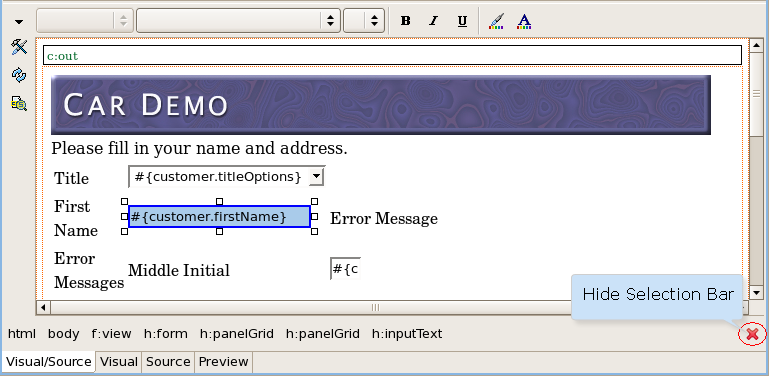 B I U A
c:out
CAR DEMO
Please fill in your name and address.
Title #{customer.titleOptions}
First Name #{customer.firstName} Error Message
Error Messages Middle Initial #{c
Hide Selection Bar
html body f:view h:form h:panelGrid h:panelGrid h:inputText
Visual/Source Visual Source Preview